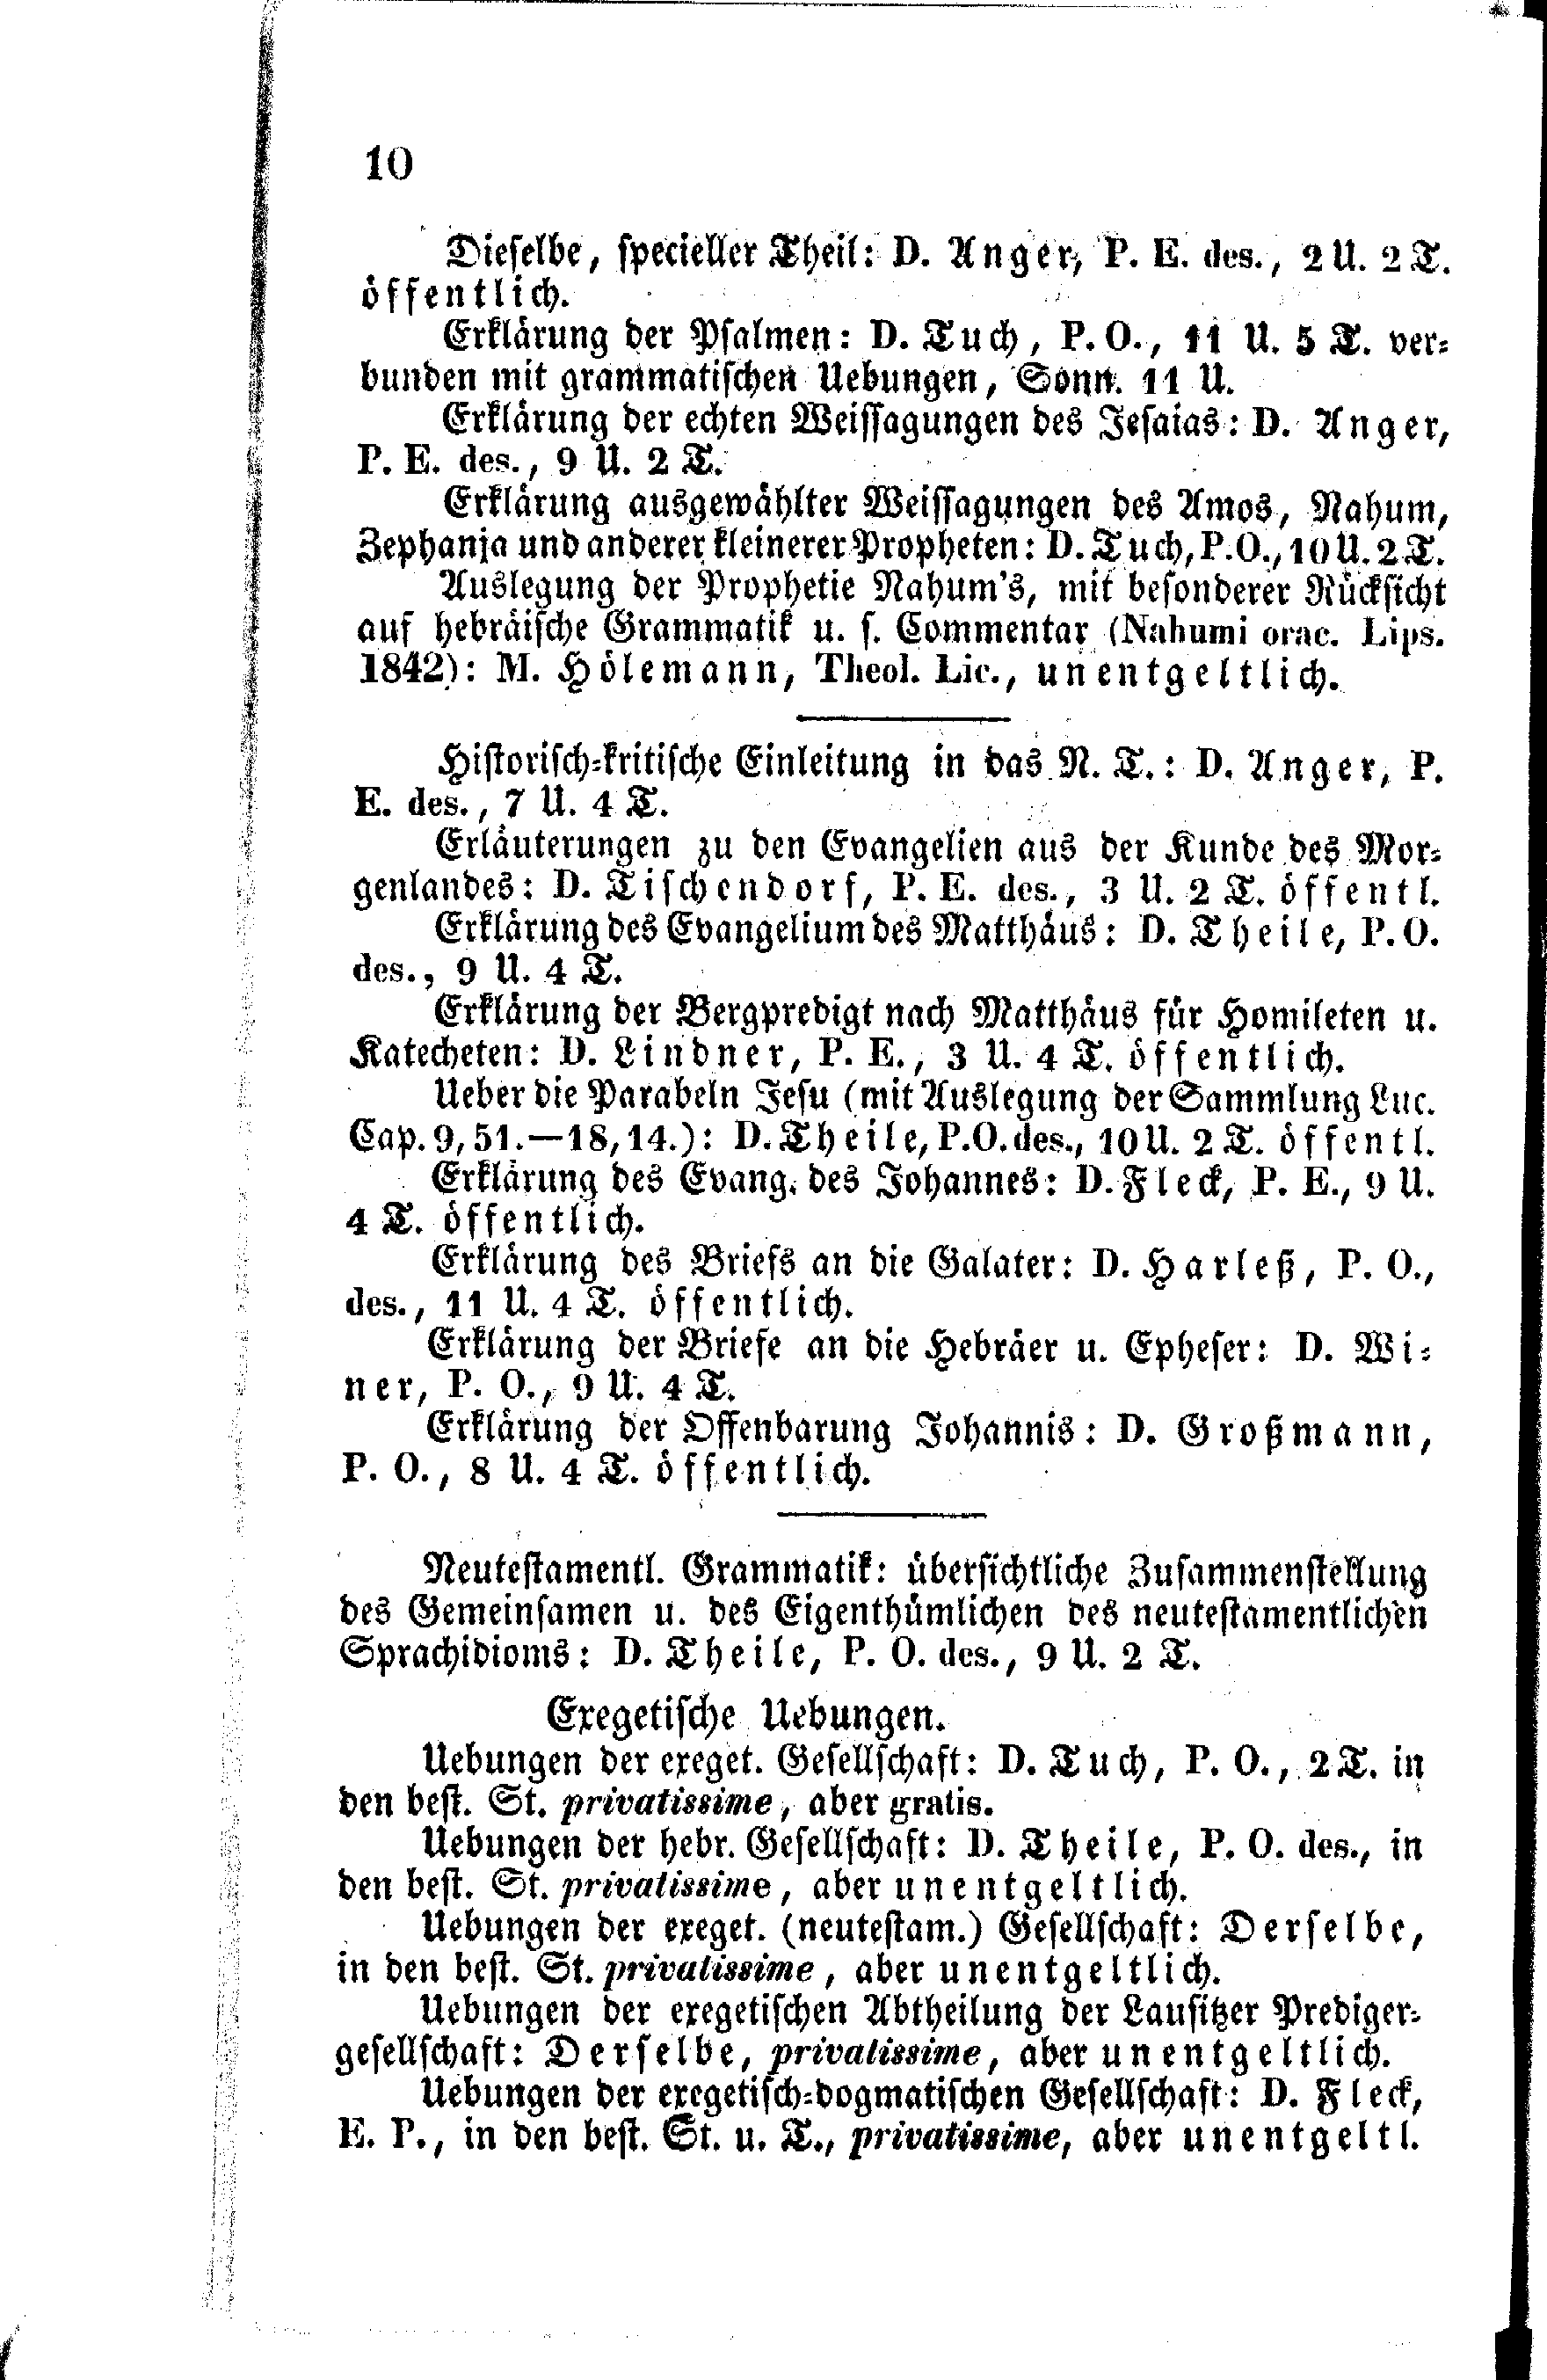 10
Dieselbe, specieller Theil: D. Anger, P. E. des., 2 U. 2 T.
öffentlich.
Erklärung der Psalmen: D. Tuch, P. O., 11 U. 5 T. ver-
bunden mit grammatischen Uebungen, Sonn. 11 U.
Erklärung der echten Weissagungen des Jesaias: D. Anger,
P. E. des., 9 U. 2 T.
Erklärung ausgewählter Weissagungen des Amos, Nahum,
Zephanja und anderer kleinerer Propheten: D. Tuch, P. O., 10 U. 2 T.
Auslegung der Prophetie Nahum's, mit besonderer Rücksicht
auf hebräische Grammatik u. s. Commentar (Nahumi orac. Lips.
1842): M. Hölemann, Theol. Lic., unentgeltlich.
Historisch-kritische Einleitung in das N. T.: D. Anger, P.
E. des., 7 U. 4 T.
Erläuterungen zu den Evangelien aus der Kunde des Mor-
genlandes: D. Tischendorf, P. E. des., 3 U. 2 T. öffentl.
Erklärung des Evangelium des Matthäus: D. Theile, P. O.
des., 9 U. 4 T.
Erklärung der Bergpredigt nach Matthäus für Homileten u.
Katecheten: D. Lindner, P. E., 3 U. 4 T. öffentlich.
Ueber die Parabeln Jesu (mit Auslegung der Sammlung Luc.
Cap. 9, 51.—18, 14.): D. Theile, P. O. des., 10 U. 2 T. öffentl.
Erklärung des Evang. des Johannes: D. Fleck, P. E., 9 U.
4 T. öffentlich.
Erklärung des Briefs an die Galater: D. Harleß, P. O.,
des., 11 U. 4 T. öffentlich.
Erklärung der Briefe an die Hebräer u. Epheser: D. Wi-
ner, P. O., 9 U. 4 T.
Erklärung der Offenbarung Johannis: D. Großmann,
P. O., 8 U. 4 T. öffentlich.
Neutestamentl. Grammatik: übersichtliche Zusammenstellung
des Gemeinsamen u. des Eigenthümlichen des neutestamentlichen
Sprachidioms: D. Theile, P. O. des., 9 U. 2 T.
Exegetische Uebungen.
Uebungen der exeget. Gesellschaft: D. Tuch, P. O., 2 T. in
den best. St. privatissime, aber gratis.
Uebungen der hebr. Gesellschaft: D. Theile, P. O. des., in
den best. St. privatissime, aber unentgeltlich.
Uebungen der exeget. (neutestam.) Gesellschaft: Derselbe,
in den best. St. privatissime, aber unentgeltlich.
Uebungen der exegetischen Abtheilung der Lausitzer Prediger-
gesellschaft: Derselbe, privatissime, aber unentgeltlich.
Uebungen der exegetisch-dogmatischen Gesellschaft: D. Fleck,
E. P., in den best. St. u. T., privatissime, aber unentgeltl.